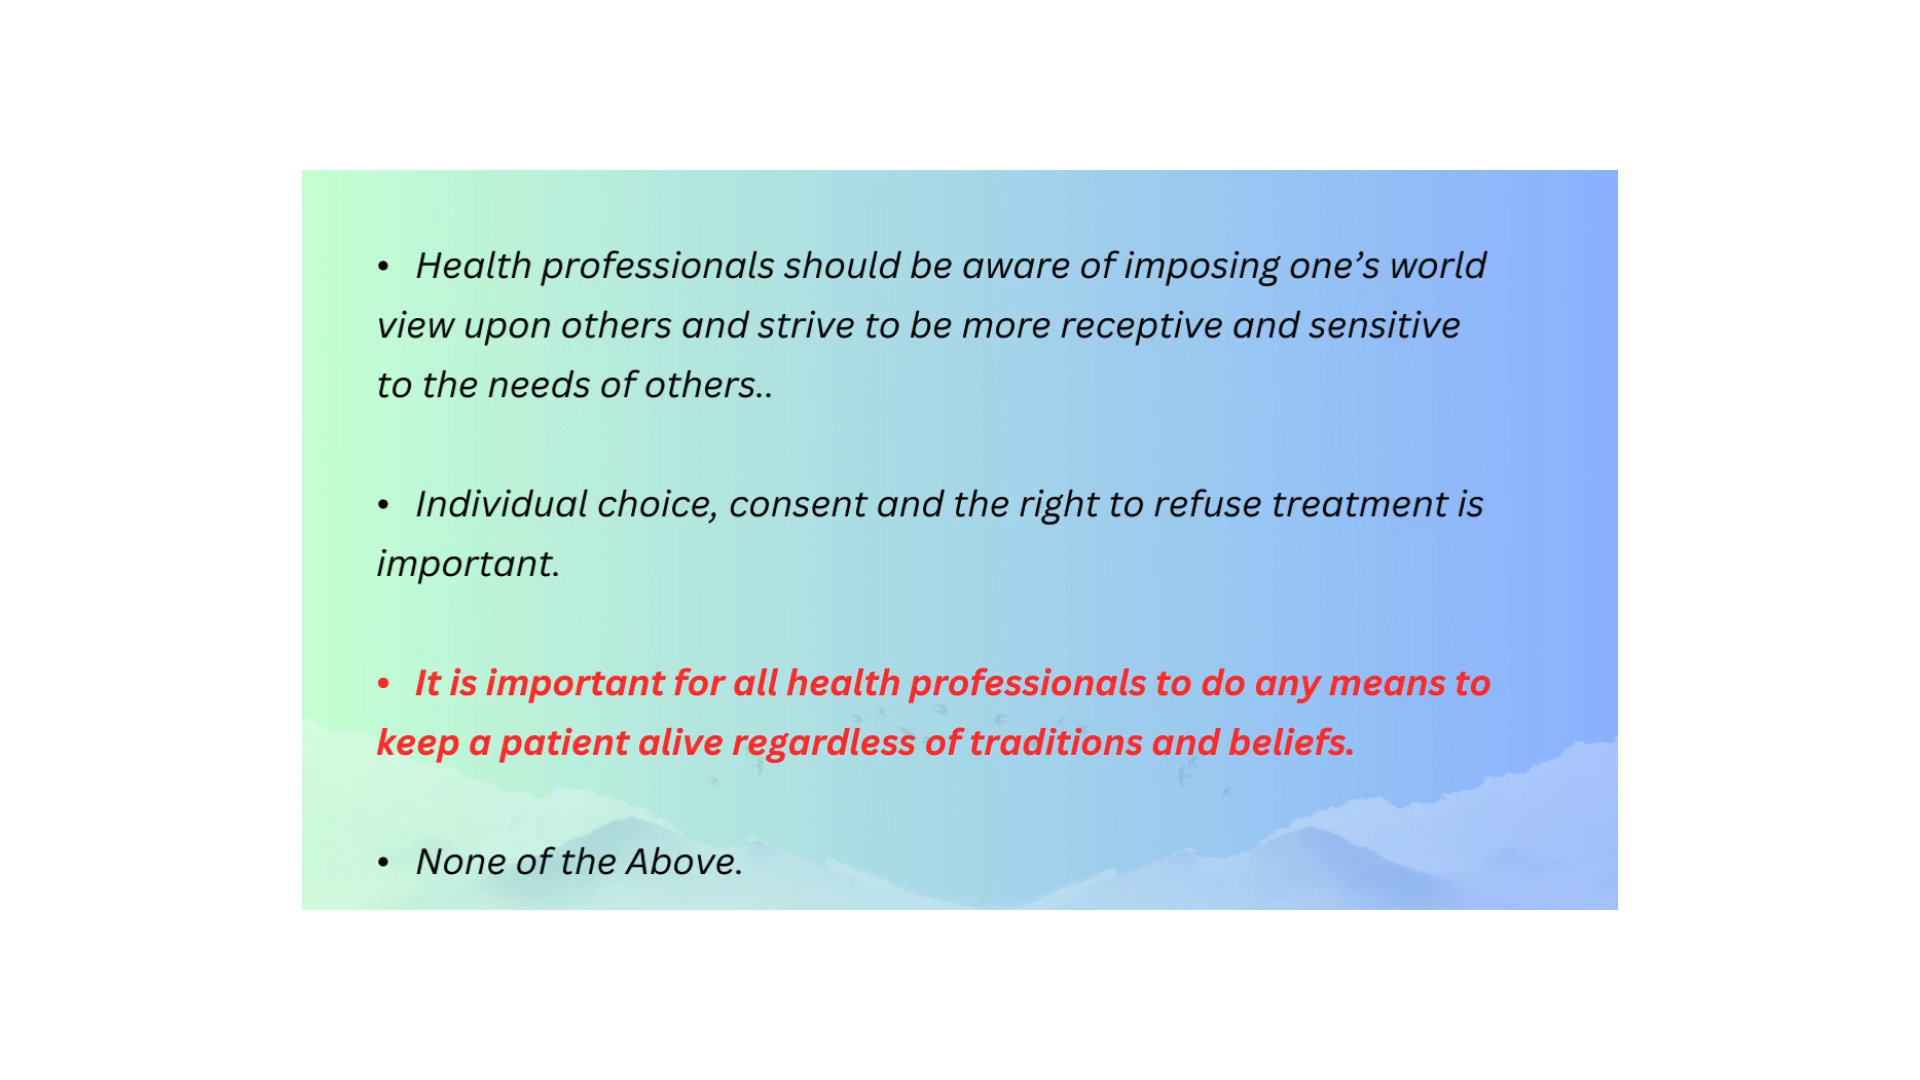 • Health professionals should be aware of imposing one’s world
view upon others and strive to be more receptive and sensitive
to the needs of others..
• Individual choice, consent and the right to refuse treatment is
important.
• It is important for all health professionals to do any means to
keep a patient alive regardless of traditions and beliefs.
• None of the Above.